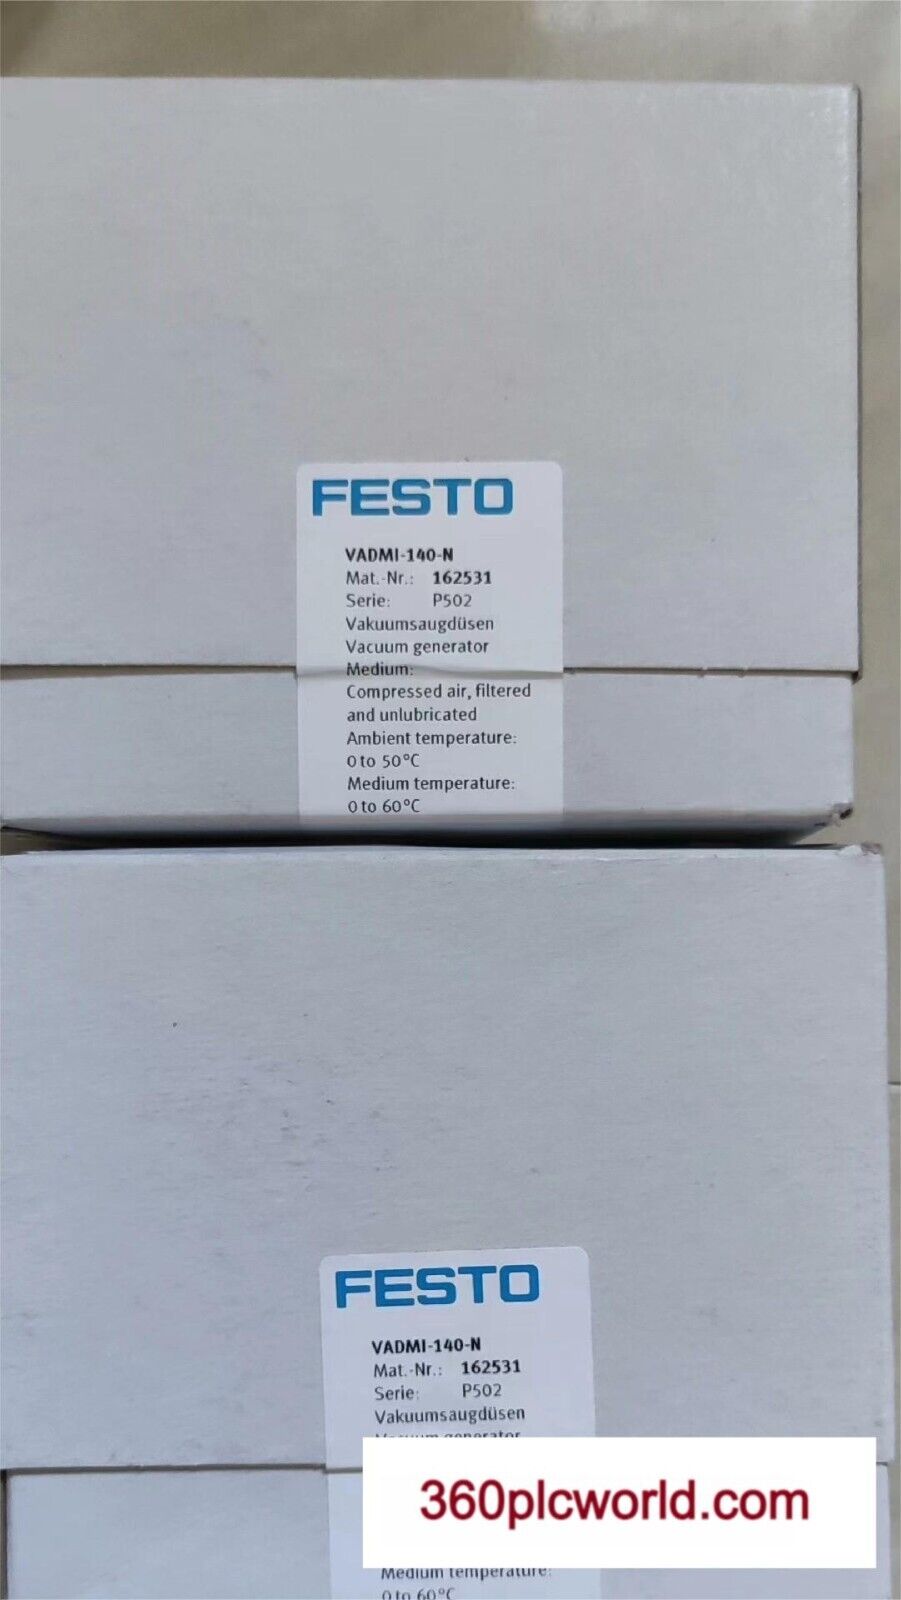 FESTO
VADMI-140-N
Mat.-Nr.: 162531
Serie: P502
Vakuumsaugdüsen
Vacuum generator
Medium:
Compressed air, filtered
and unlubricated
Ambient temperature:
0 to 50°C
Medium temperature:
0 to 60°C
FESTO
VADMI-140-N
Mat.-Nr.: 162531
Serie: P502
Vakuumsaugdüsen
Vacuum generator
360plcworld.com
Medium temperature:
0 to 60°C